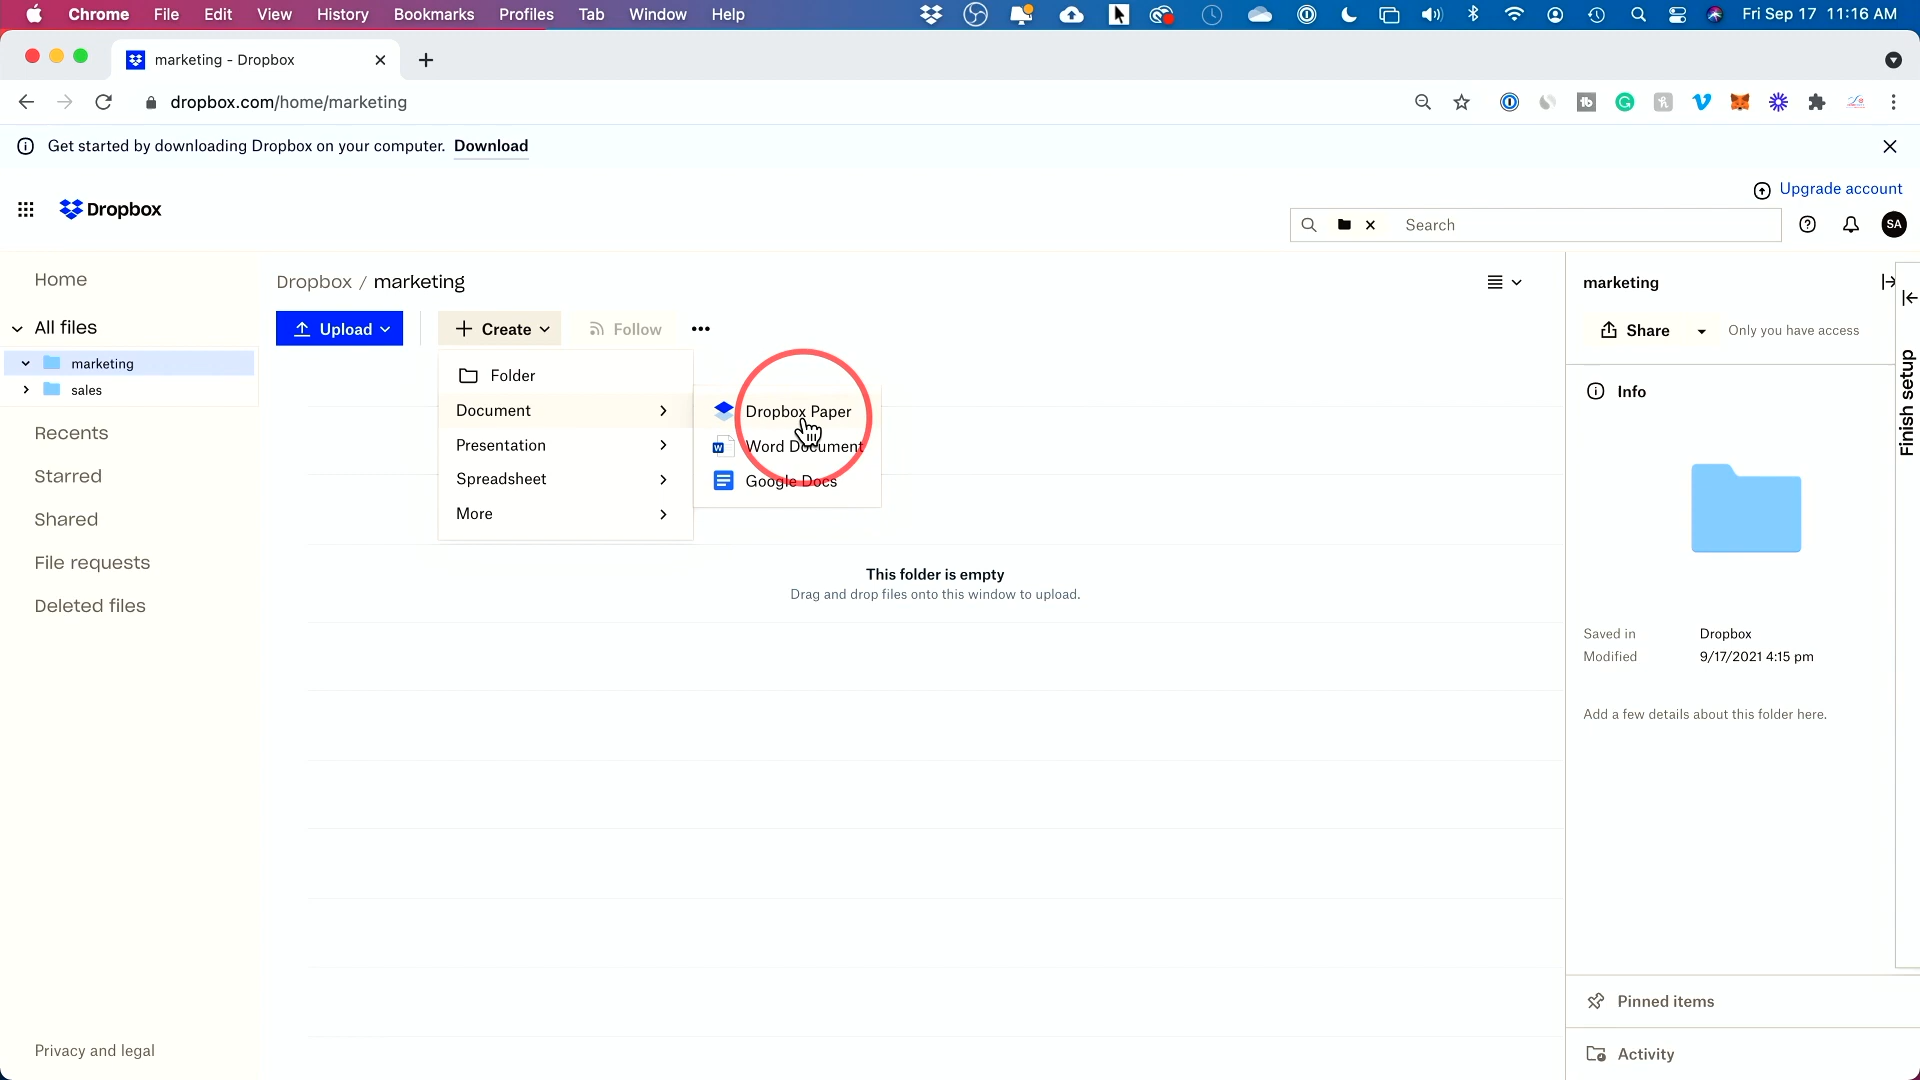 Chrome File Edit View History Bookmarks Profiles Tab Window Help Fri Sep 17 11:16 AM
marketing - Dropbox
dropbox.com/home/marketing
Get started by downloading Dropbox on your computer. Download
Upgrade account
Dropbox
Search
SA
Home
All files
marketing
sales
Recents
Starred
Shared
File requests
Deleted files
Privacy and legal
Dropbox / marketing
Upload
Create
Follow
Folder
Document
Presentation
Spreadsheet
More
Dropbox Paper
Word Document
Google Docs
This folder is empty
Drag and drop files onto this window to upload.
marketing
Share Only you have access
Info
Saved in Dropbox
Modified 9/17/2021 4:15 pm
Add a few details about this folder here.
Pinned items
Activity
Finish setup